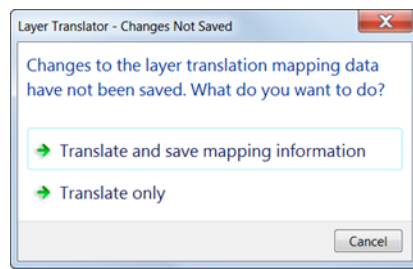 Layer Translator - Changes Not Saved
Changes to the layer translation mapping data
have not been saved. What do you want to do?
Translate and save mapping information
Translate only
Cancel